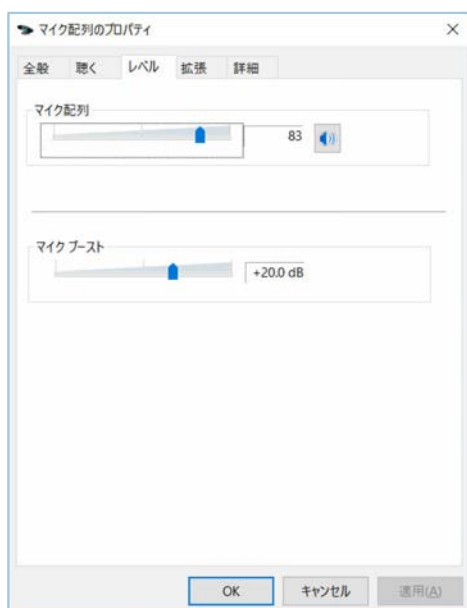 マイク配列のプロパティ
全般 聴く レベル 拡張 詳細
マイク配列
83
マイク ブースト
+20.0 dB
OK キャンセル 適用(A)